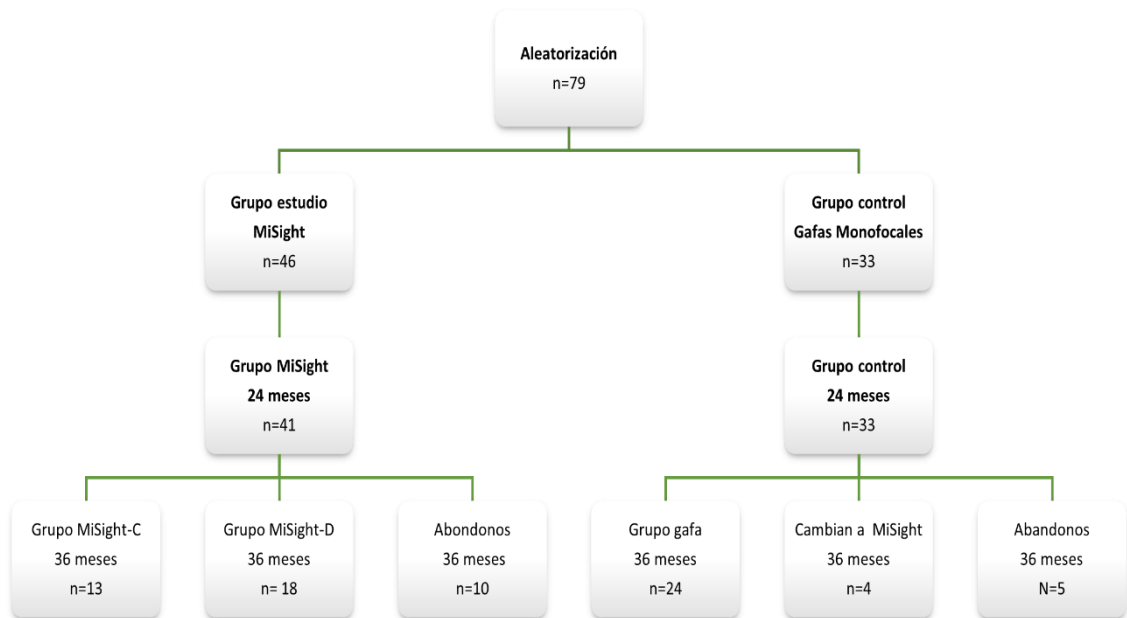 Aleatorización
n=79
Grupo estudio
MiSight
n=46
Grupo control
Gafas Monofocales
n=33
Grupo MiSight
24 meses
n=41
Grupo control
24 meses
n=33
Grupo MiSight-C
36 meses
n=13
Grupo MiSight-D
36 meses
n= 18
Abondonos
36 meses
n=10
Grupo gafa
36 meses
n=24
Cambian a MiSight
36 meses
n=4
Abandonos
36 meses
N=5